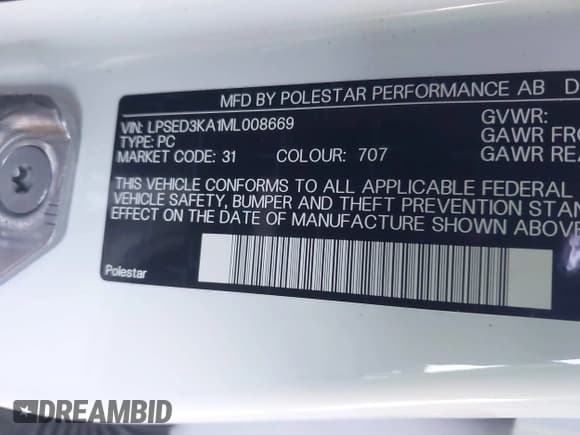 MFD BY POLESTAR PERFORMANCE AB D
VIN: LPSED3KA1ML008669
GVWR:
TYPE: PC
GAWR FRO
MARKET CODE: 31 COLOUR: 707
GAWR REA
THIS VEHICLE CONFORMS TO ALL APPLICABLE FEDERAL
VEHICLE SAFETY, BUMPER AND THEFT PREVENTION STAN
EFFECT ON THE DATE OF MANUFACTURE SHOWN ABOVE
Polestar
DREAMBID